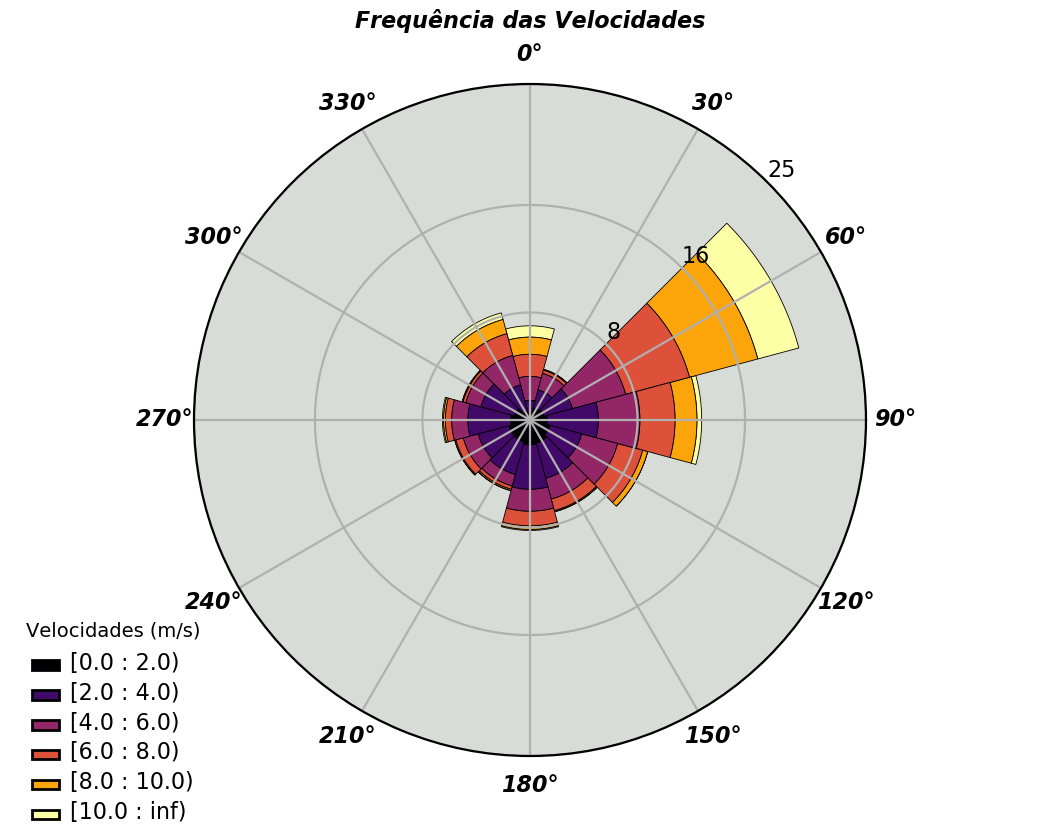 Frequência das Velocidades
0°
330°
30°
25
300°
60°
16
8
270°
90°
240°
120°
210°
150°
180°
Velocidades (m/s)
[0.0 : 2.0)
[2.0 : 4.0)
[4.0 : 6.0)
[6.0 : 8.0)
[8.0 : 10.0)
[10.0 : inf)